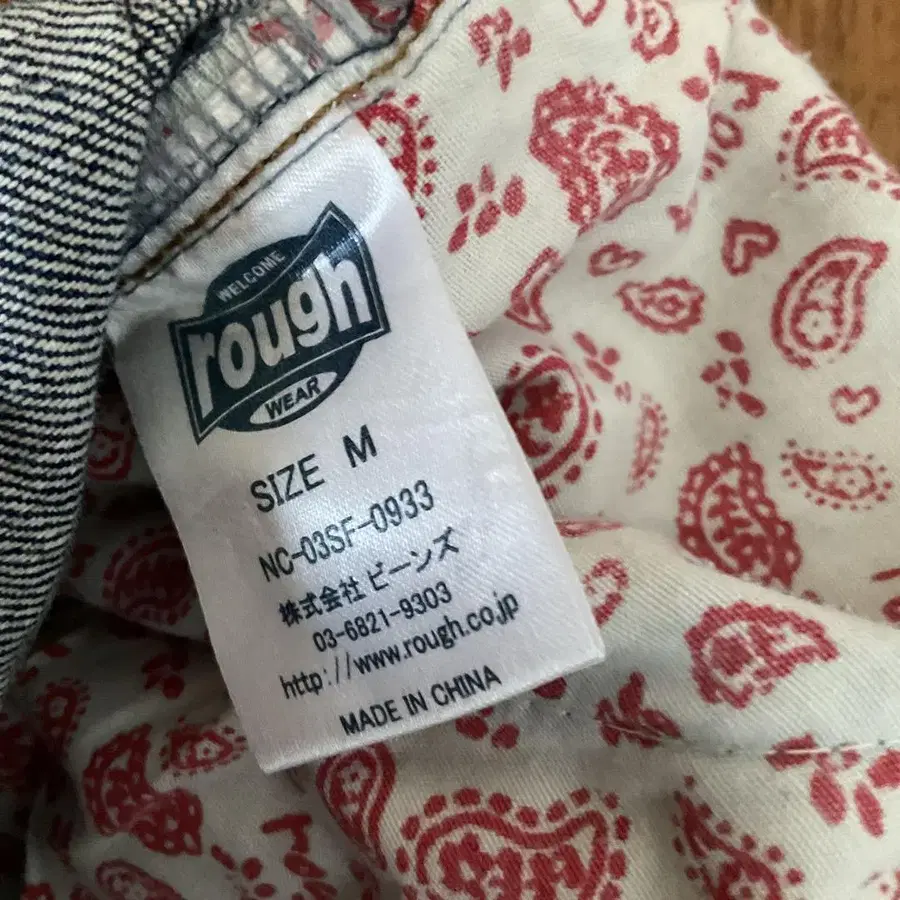 WELCOME
rough
WEAR
SIZE M
NC-03SF-0933
株式会社 ビーンズ
03-6821-9303
http://www.rough.co.jp
MADE IN CHINA